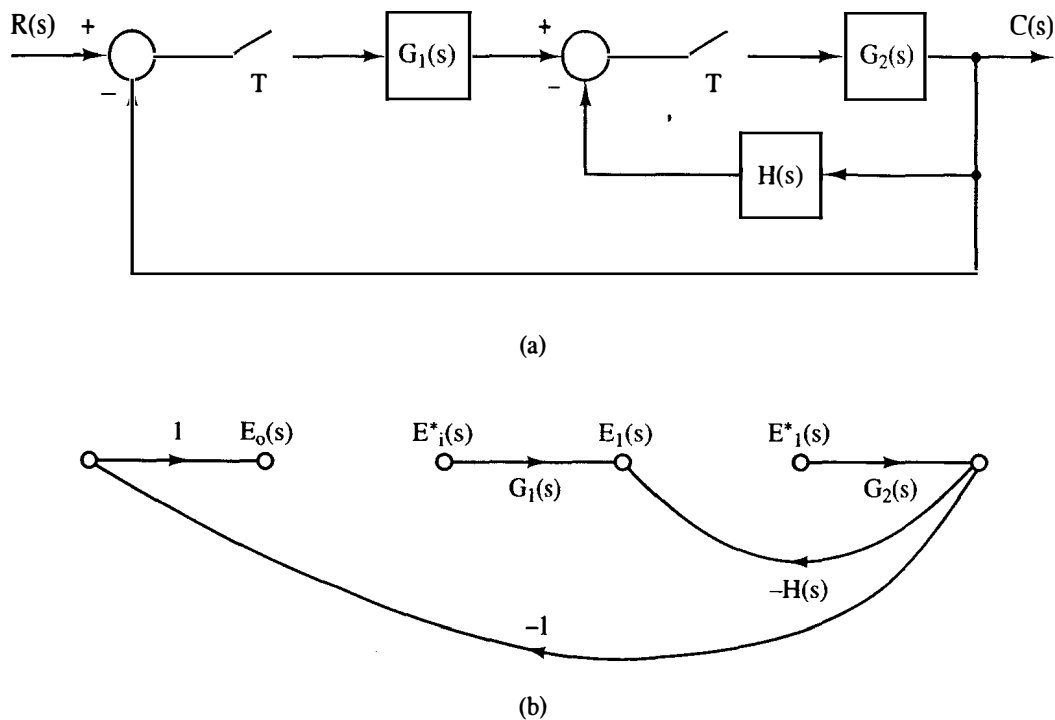 R(s) + G₁(s) + G₂(s) C(s)
− T − T
H(s)
(a)
1 E₀(s) E*ᵢ(s) E₁(s) E*₁(s)
G₁(s) G₂(s)
−H(s)
−1
(b)